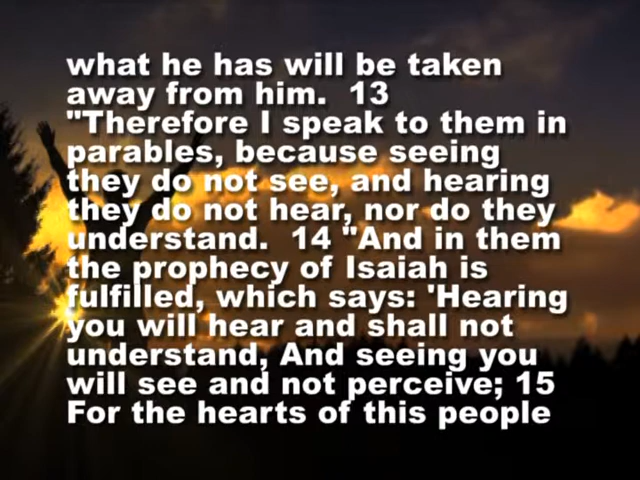 what he has will be taken
away from him.  13
"Therefore I speak to them in
parables, because seeing
they do not see, and hearing
they do not hear, nor do they
understand.  14 "And in them
the prophecy of Isaiah is
fulfilled, which says: 'Hearing
you will hear and shall not
understand, And seeing you
will see and not perceive; 15
For the hearts of this people